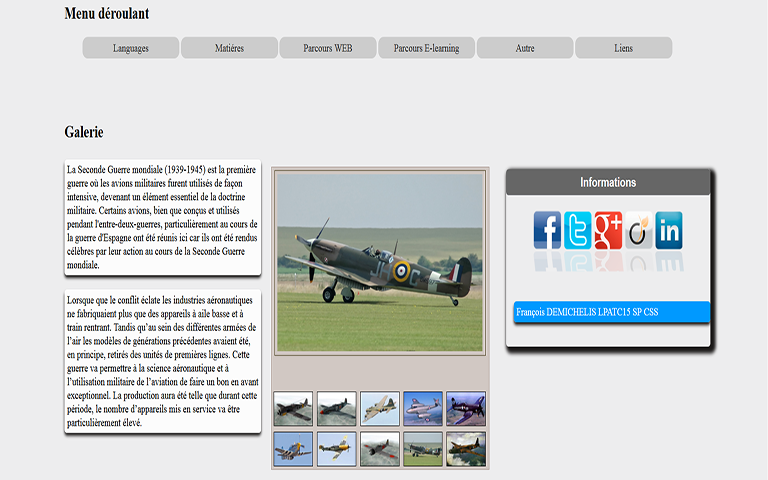 Menu déroulant
Languages
Matiéres
Parcours WEB
Parcours E-learning
Autre
Liens
Galerie
La Seconde Guerre mondiale (1939-1945) est la première
guerre où les avions militaires furent utilisés de façon
intensive, devenant un élément essentiel de la doctrine
militaire. Certains avions, bien que conçus et utilisés
pendant l'entre-deux-guerres, particulièrement au cours de
la guerre d'Espagne ont été réunis ici car ils ont été rendus
célèbres par leur action au cours de la Seconde Guerre
mondiale.
Lorsque que le conflit éclate les industries aéronautiques
ne fabriquaient plus que des appareils à aile basse et à
train rentrant. Tandis qu’au sein des différentes armées de
l’air les modèles de générations précédentes avaient été,
en principe, retirés des unités de premières lignes. Cette
guerre va permettre à la science aéronautique et à
l’utilisation militaire de l’aviation de faire un bon en avant
exceptionnel. La production aura été telle que durant cette
période, le nombre d’appareils mis en service va être
particulièrement élevé.
Informations
François DEMICHELIS LPATC15 SP CSS